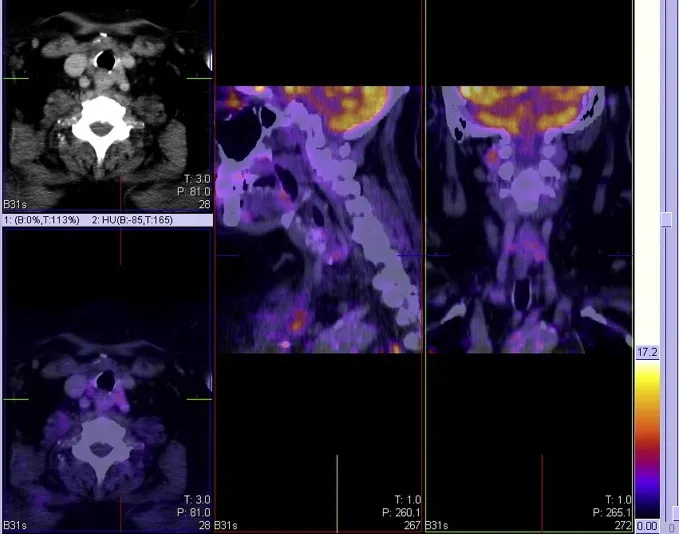 T: 3.0
P: 81.0
B31s 28
1: (B:0%,T:113%) 2: HU(B:-85,T:165)
17.2
T: 3.0
P: 81.0
B31s 28
T: 1.0
P: 260.1
B31s 267
T: 1.0
P: 265.1
B31s 272
0.00
0